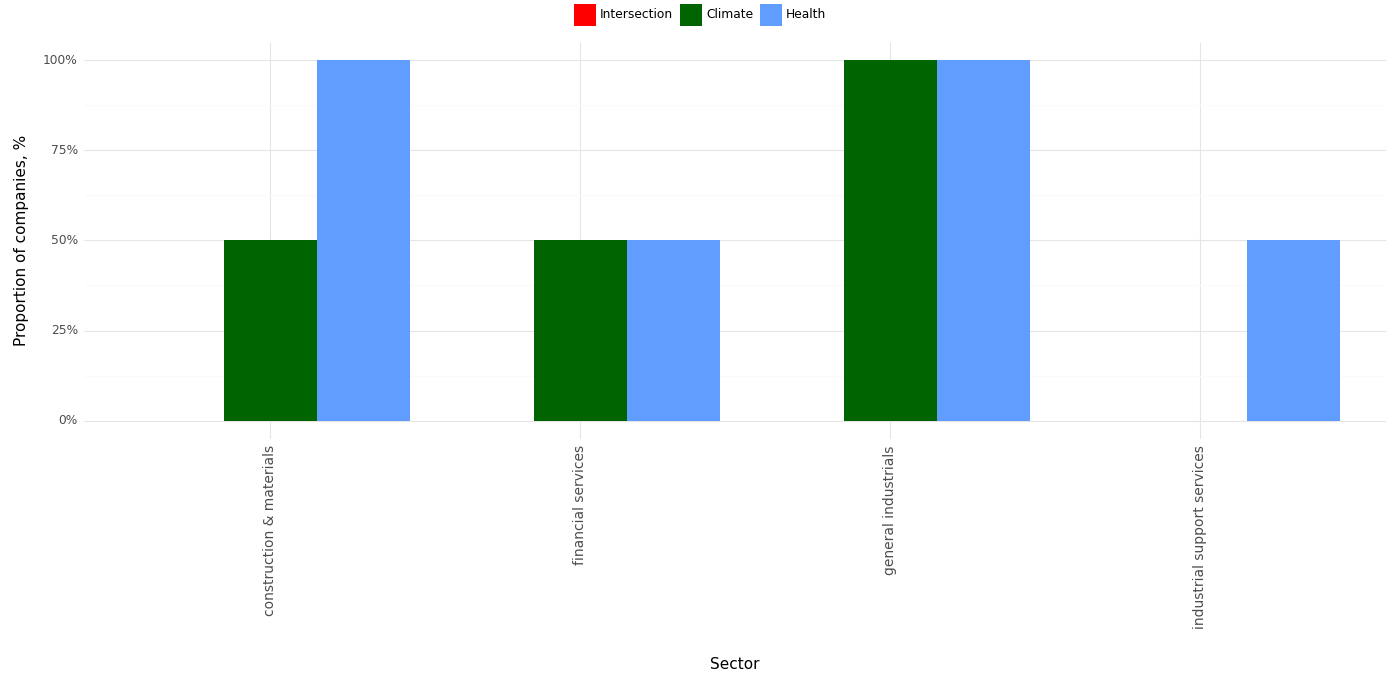 Intersection Climate Health
Proportion of companies, %
100%
75%
50%
25%
0%
construction & materials
financial services
general industrials
industrial support services
Sector